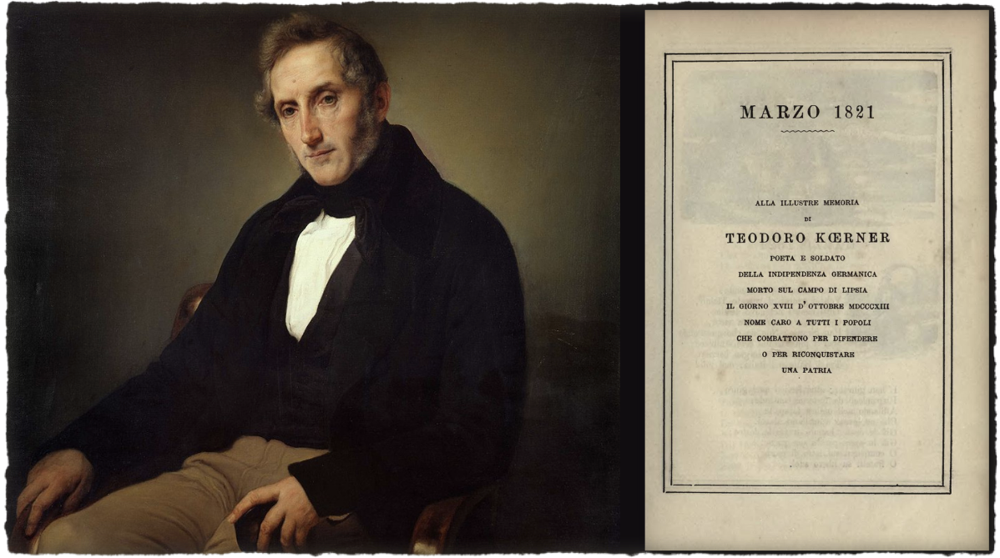 MARZO 1821
ALLA ILLUSTRE MEMORIA
DI
TEODORO KŒRNER
POETA E SOLDATO
DELLA INDIPENDENZA GERMANICA
MORTO SUL CAMPO DI LIPSIA
IL GIORNO XVIII D'OTTOBRE MDCCCXIII
NOME CARO A TUTTI I POPOLI
CHE COMBATTONO PER DIFENDERE
O PER RICONQUISTARE
UNA PATRIA